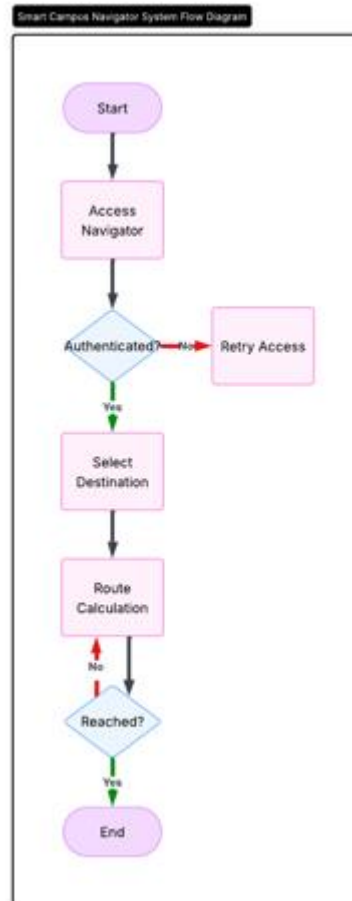 Smart Campus Navigator System Flow Diagram
Start
Access
Navigator
Authenticated?
No
Retry Access
Yes
Select
Destination
Route
Calculation
No
Reached?
Yes
End